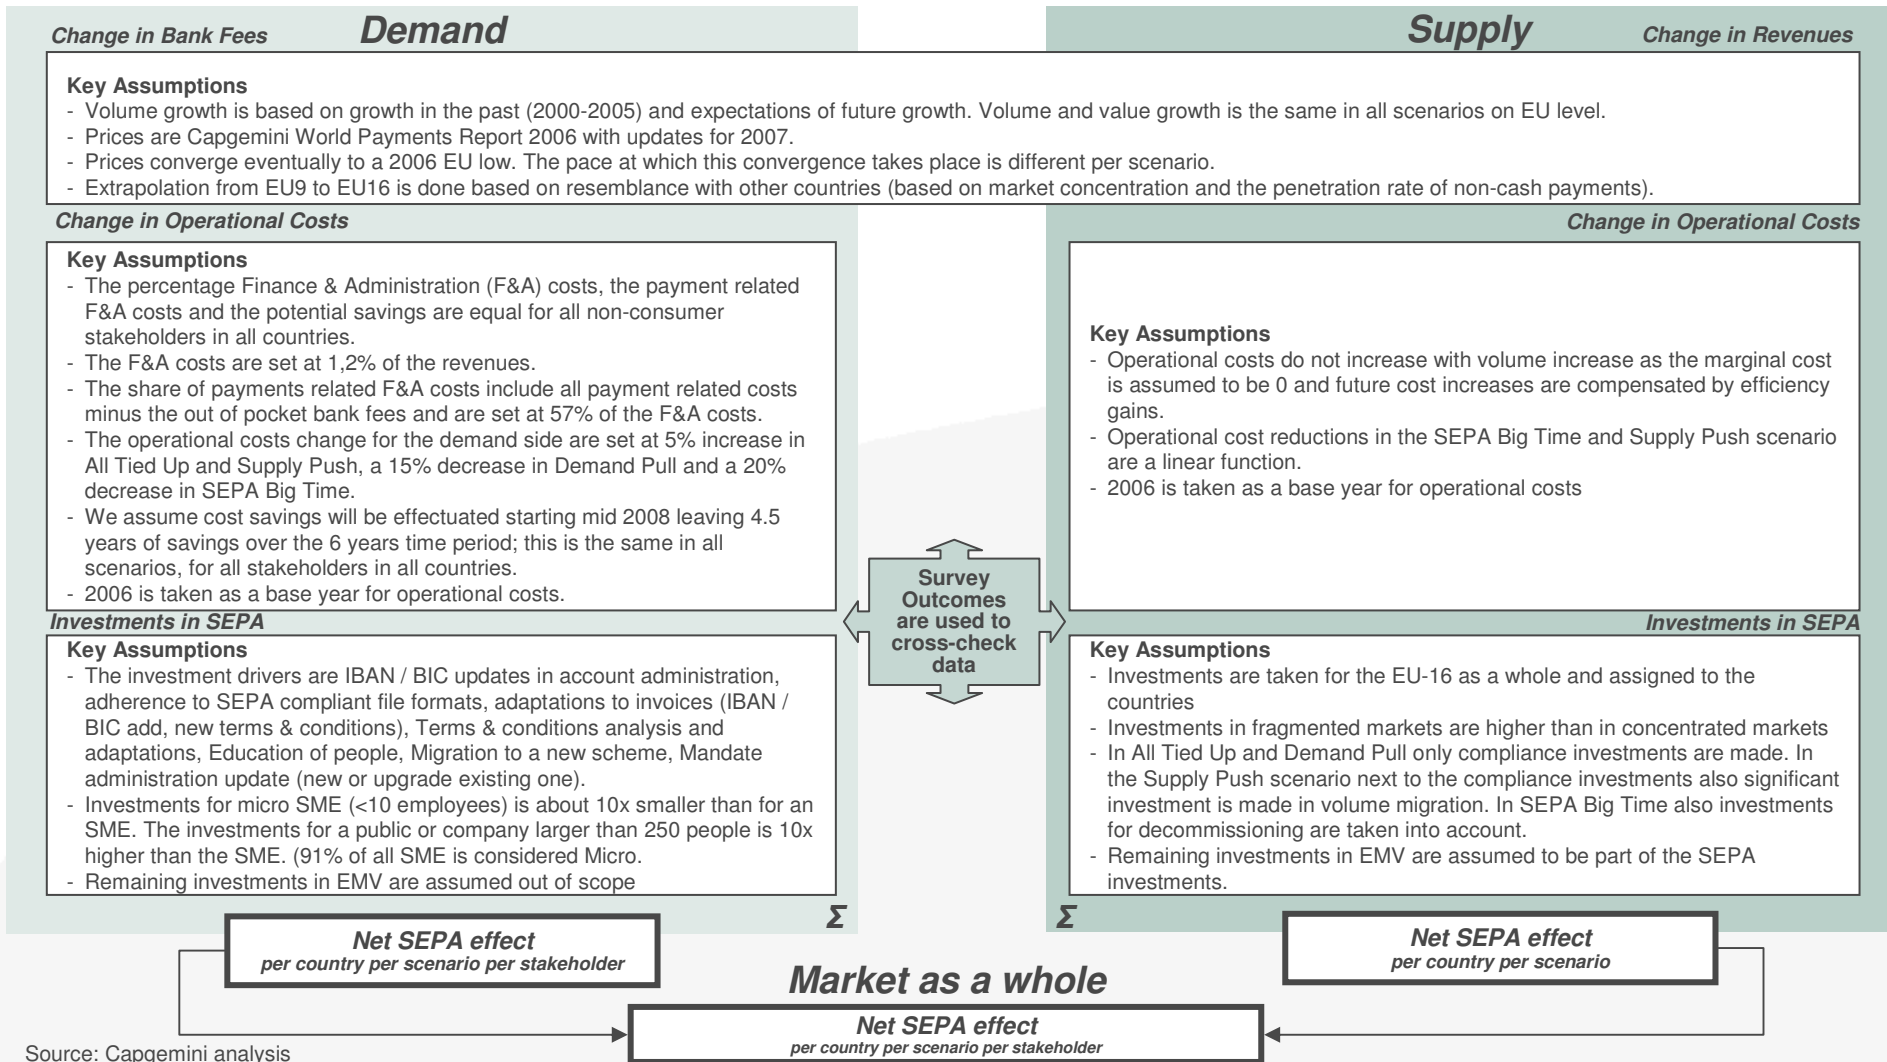 Change in Bank Fees
Demand
Supply
Change in Revenues
Key Assumptions
- Volume growth is based on growth in the past (2000-2005) and expectations of future growth. Volume and value growth is the same in all scenarios on EU level.
- Prices are Capgemini World Payments Report 2006 with updates for 2007.
- Prices converge eventually to a 2006 EU low. The pace at which this convergence takes place is different per scenario.
- Extrapolation from EU9 to EU16 is done based on resemblance with other countries (based on market concentration and the penetration rate of non-cash payments).
Change in Operational Costs
Key Assumptions
- The percentage Finance & Administration (F&A) costs, the payment related
F&A costs and the potential savings are equal for all non-consumer
stakeholders in all countries.
- The F&A costs are set at 1,2% of the revenues.
- The share of payments related F&A costs include all payment related costs
minus the out of pocket bank fees and are set at 57% of the F&A costs.
- The operational costs change for the demand side are set at 5% increase in
All Tied Up and Supply Push, a 15% decrease in Demand Pull and a 20%
decrease in SEPA Big Time.
- We assume cost savings will be effectuated starting mid 2008 leaving 4.5
years of savings over the 6 years time period; this is the same in all
scenarios, for all stakeholders in all countries.
- 2006 is taken as a base year for operational costs.
Change in Operational Costs
Key Assumptions
- Operational costs do not increase with volume increase as the marginal cost
is assumed to be 0 and future cost increases are compensated by efficiency
gains.
- Operational cost reductions in the SEPA Big Time and Supply Push scenario
are a linear function.
- 2006 is taken as a base year for operational costs
Survey
Outcomes
are used to
cross-check
data
Investments in SEPA
Key Assumptions
- The investment drivers are IBAN / BIC updates in account administration,
adherence to SEPA compliant file formats, adaptations to invoices (IBAN /
BIC add, new terms & conditions), Terms & conditions analysis and
adaptations, Education of people, Migration to a new scheme, Mandate
administration update (new or upgrade existing one).
- Investments for micro SME (<10 employees) is about 10x smaller than for an
SME. The investments for a public or company larger than 250 people is 10x
higher than the SME. (91% of all SME is considered Micro.
- Remaining investments in EMV are assumed out of scope
Investments in SEPA
Key Assumptions
- Investments are taken for the EU-16 as a whole and assigned to the
countries
- Investments in fragmented markets are higher than in concentrated markets
- In All Tied Up and Demand Pull only compliance investments are made. In
the Supply Push scenario next to the compliance investments also significant
investment is made in volume migration. In SEPA Big Time also investments
for decommissioning are taken into account.
- Remaining investments in EMV are assumed to be part of the SEPA
investments.
Σ
Σ
Net SEPA effect
per country per scenario per stakeholder
Net SEPA effect
per country per scenario
Market as a whole
Net SEPA effect
per country per scenario per stakeholder
Source: Capgemini analysis